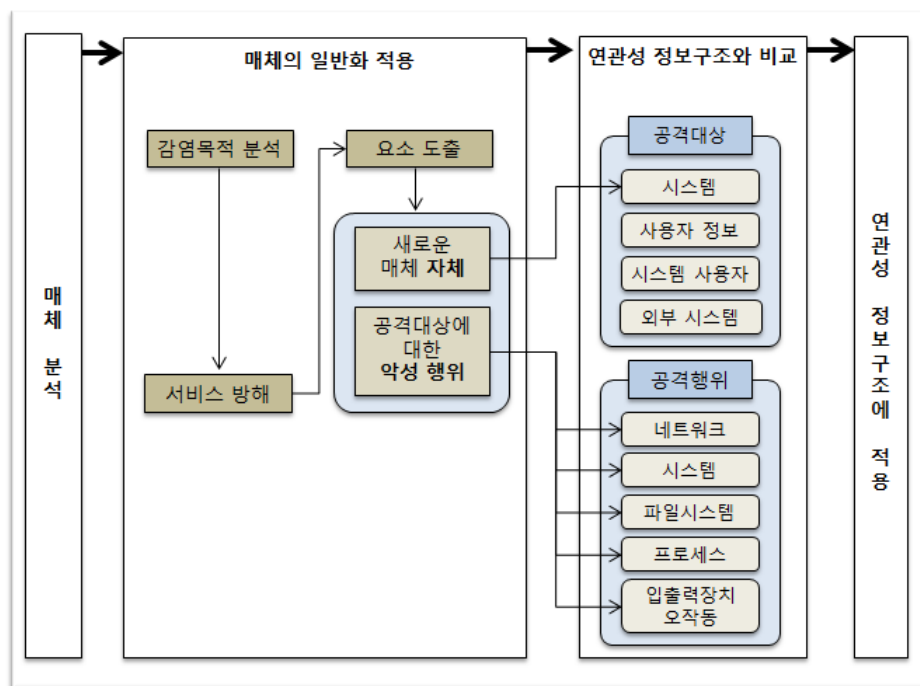 매체 분석
매체의 일반화 적용
감염목적 분석
요소 도출
새로운
매체 자체
공격대상에
대한
악성 행위
서비스 방해
연관성 정보구조와 비교
공격대상
시스템
사용자 정보
시스템 사용자
외부 시스템
공격행위
네트워크
시스템
파일시스템
프로세스
입출력장치
오작동
연관성 정보구조에 적용